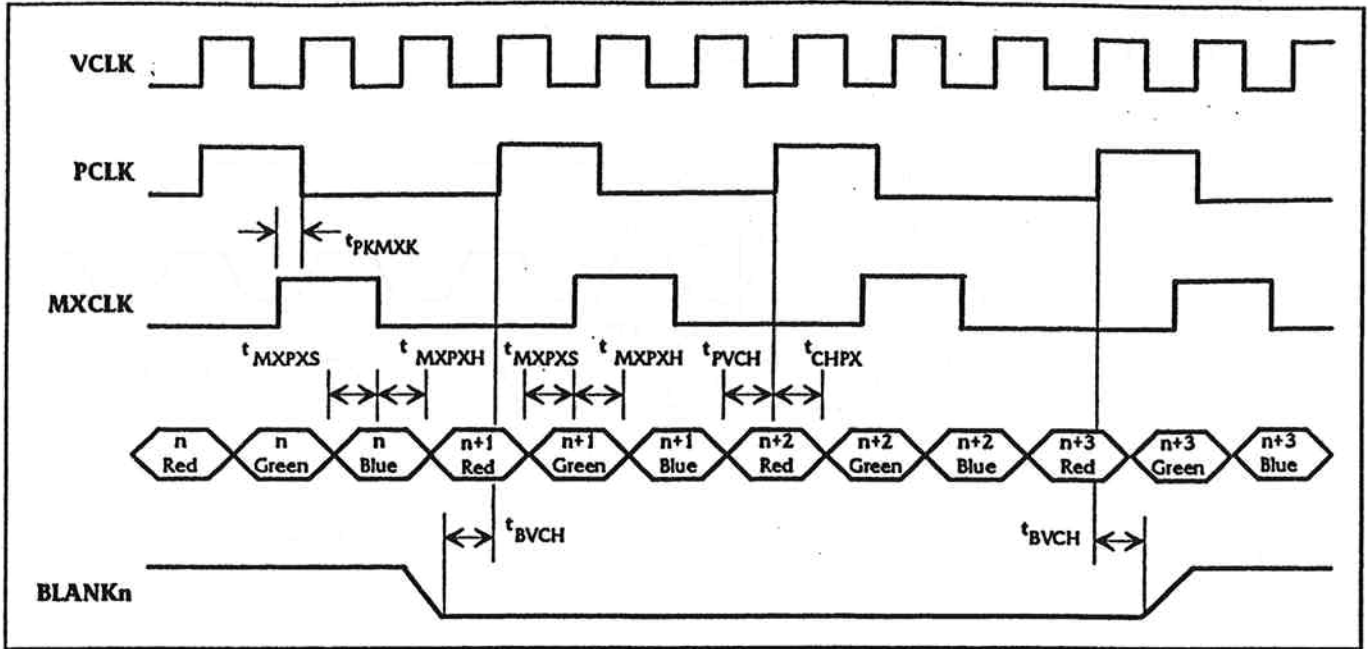 VCLK
PCLK
tPKMXK
MXCLK
tMXPXS tMXPXH tMXPXS tMXPXH tPVCH tCHPX
n n n n+1 n+1 n+1 n+2 n+2 n+2 n+3 n+3 n+3
Red Green Blue Red Green Blue Red Green Blue Red Green Blue
tBVCH tBVCH
BLANKn